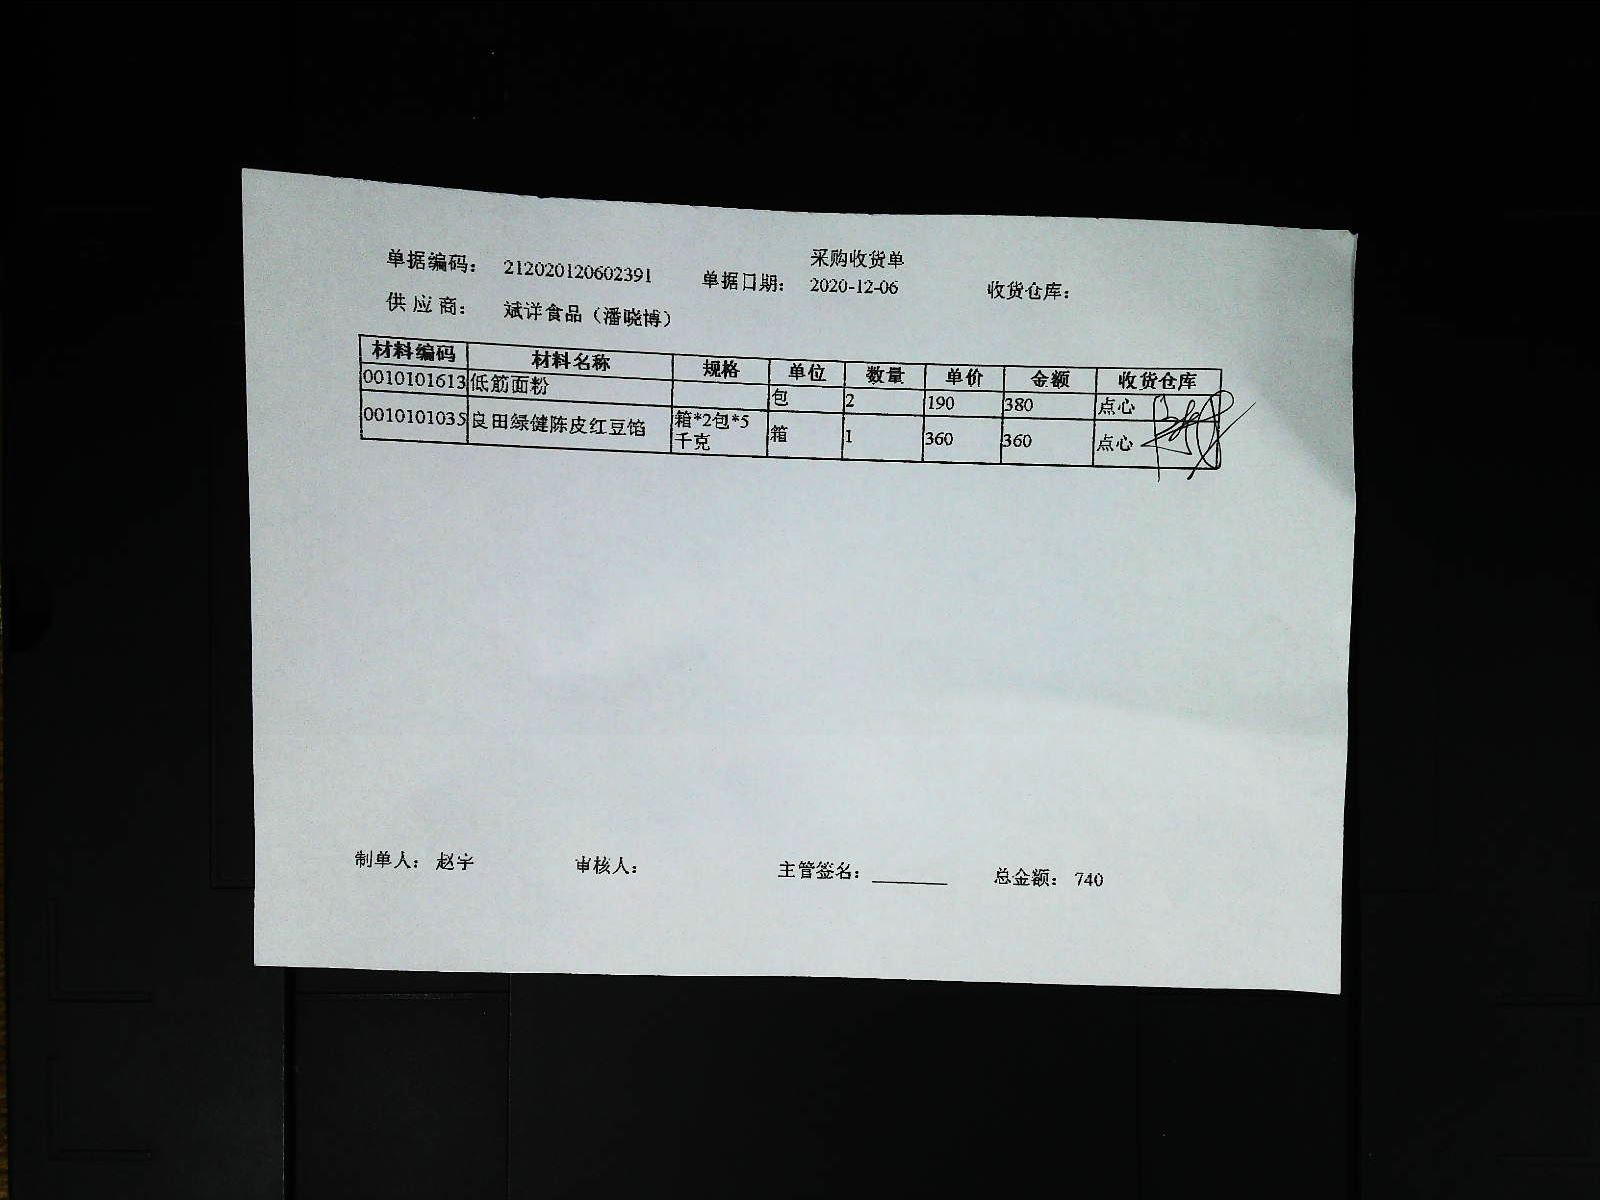 采购收货单
单据编码： 212020120602391 单据日期： 2020-12-06 收货仓库：
供 应 商： 斌详食品（潘晓博）
材料编码 材料名称 规格 单位 数量 单价 金额 收货仓库
0010101613 低筋面粉 包 2 190 380 点心
0010101035 良田绿健陈皮红豆馅 箱*2包*5千克 箱 1 360 360 点心
制单人： 赵宇 审核人： 主管签名： 总金额： 740